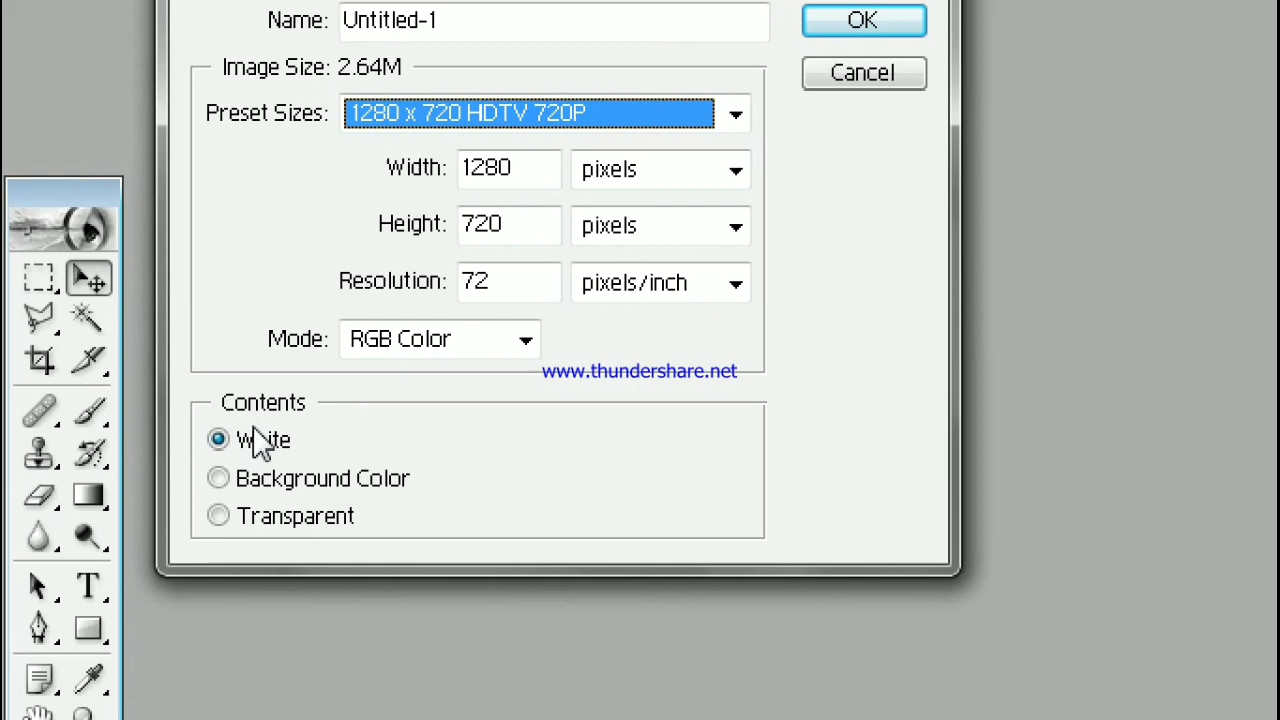 Name: Untitled-1
OK
Image Size: 2.64M
Cancel
Preset Sizes: 1280 x 720 HDTV 720P
Width: 1280 pixels
Height: 720 pixels
Resolution: 72 pixels/inch
Mode: RGB Color
www.thundershare.net
Contents
White
Background Color
Transparent
T